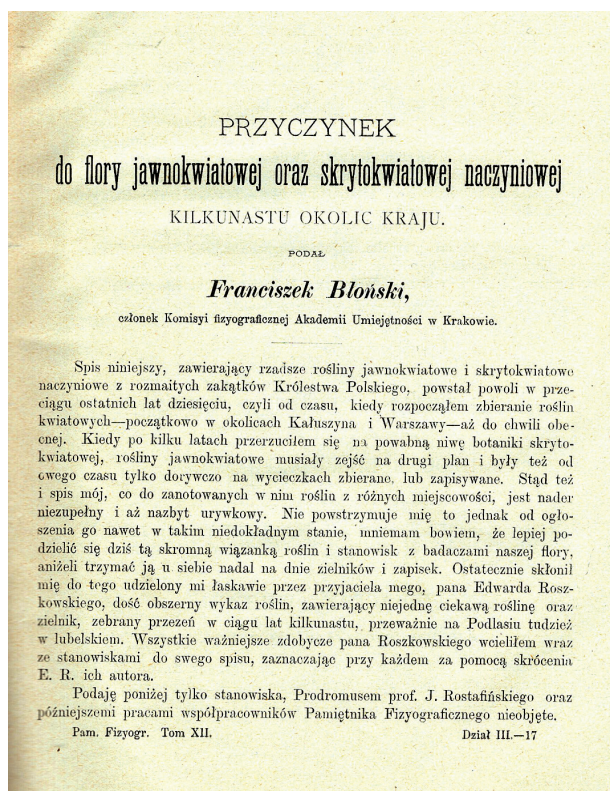 PRZYCZYNEK
do flory jawnokwiatowej oraz skrytokwiatowej naczyniowej
KILKUNASTU OKOLIC KRAJU.
PODAŁ
Franciszek Błoński,
członek Komisyi fizyograficznej Akademii Umiejętności w Krakowie.
Spis niniejszy, zawierający rzadsze rośliny jawnokwiatowe i skrytokwiatowe
naczyniowe z rozmaitych zakątków Królestwa Polskiego, powstał powoli w prze-
ciągu ostatnich lat dziesięciu, czyli od czasu, kiedy rozpocząłem zbieranie roślin
kwiatowych—początkowo w okolicach Kałuszyna i Warszawy—aż do chwili obe-
cnej. Kiedy po kilku latach przerzuciłem się na powabną niwę botaniki skryto-
kwiatowej, rośliny jawnokwiatowe musiały zejść na drugi plan i były też od
owego czasu tylko dorywczo na wycieczkach zbierane, lub zapisywane. Stąd też
i spis mój, co do zanotowanych w nim roślin z różnych miejscowości, jest nader
niezupełny i aż nazbyt urywkowy. Nie powstrzymuje mię to jednak od ogło-
szenia go nawet w takim niedokładnym stanie, mniemam bowiem, że lepiej po-
dzielić się dziś tą skromną wiązanką roślin i stanowisk z badaczami naszej flory,
aniżeli trzymać ją u siebie nadal na dnie zielników i zapisek. Ostatecznie skłonił
mię do tego udzielony mi łaskawie przez przyjaciela mego, pana Edwarda Rosz-
kowskiego, dość obszerny wykaz roślin, zawierający niejednę ciekawą roślinę oraz
zielnik, zebrany przezeń w ciągu lat kilkunastu, przeważnie na Podlasiu tudzież
w lubelskiem. Wszystkie ważniejsze zdobycze pana Roszkowskiego wcieliłem wraz
ze stanowiskami do swego spisu, zaznaczając przy każdem za pomocą skrócenia
E. R. ich autora.
Podaję poniżej tylko stanowiska, Prodromusem prof. J. Rostafińskiego oraz
późniejszemi pracami współpracowników Pamiętnika Fizyograficznego nieobjęte.
Pam. Fizyogr. Tom XII. Dział III.—17